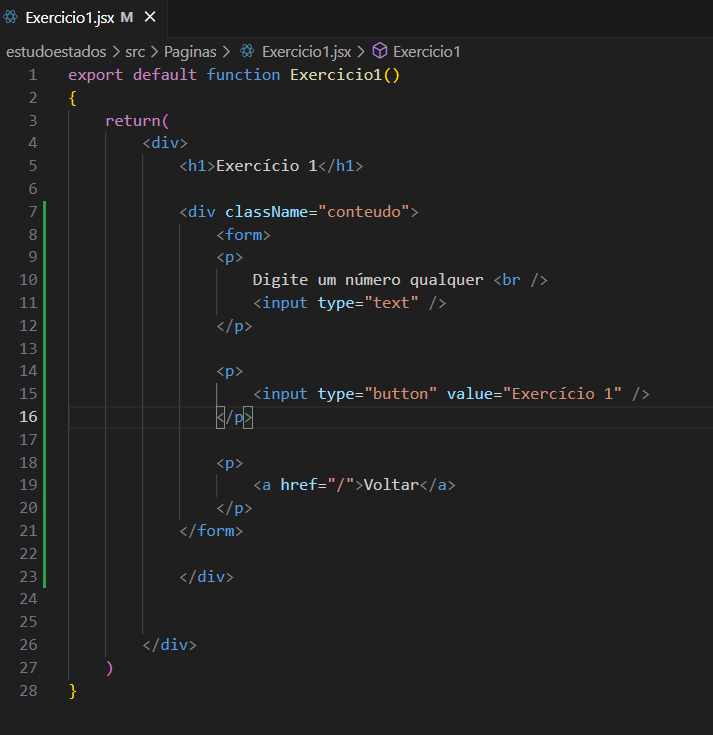 Exercicio1.jsx M
estudoestados > src > Paginas > Exercicio1.jsx > Exercicio1
1 export default function Exercicio1()
2 {
3 return(
4 <div>
5 <h1>Exercício 1</h1>
6
7 <div className="conteudo">
8 <form>
9 <p>
10 Digite um número qualquer <br />
11 <input type="text" />
12 </p>
13
14 <p>
15 <input type="button" value="Exercício 1" />
16 </p>
17
18 <p>
19 <a href="/">Voltar</a>
20 </p>
21 </form>
22
23 </div>
24
25
26 </div>
27 )
28 }